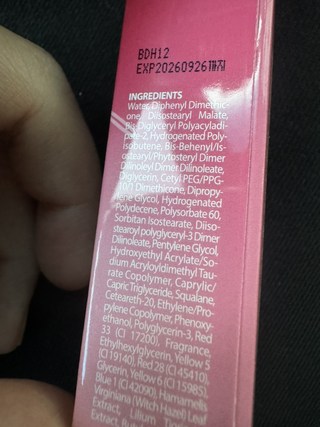 BDH12
EXP20260926까지
INGREDIENTS
Water, Diphenyl Dimethic-
one, Diisostearyl Malate,
Bis-Diglyceryl Polyacyladi-
pate-2, Hydrogenated Poly-
isobutene, Bis-Behenyl/Is-
ostearyl/Phytosteryl Dimer
Dilinoleyl Dimer Dilinoleate,
Diglycerin, Cetyl PEG/PPG-
10/1 Dimethicone, Dipropy-
lene Glycol, Hydrogenated
Polydecene, Polysorbate 60,
Sorbitan Isostearate, Diiso-
stearoyl polyglyceryl-3 Dimer
Dilinoleate, Pentylene Glycol,
Hydroxyethyl Acrylate/So-
dium Acryloyldimethyl Tau-
rate Copolymer, Caprylic/
Capric Triglyceride, Squalane,
Ceteareth-20, Ethylene/Pro-
pylene Copolymer, Phenoxy-
ethanol, Polyglycerin-3, Red
33 (CI 17200), Fragrance,
Ethylhexylglycerin, Yellow 5
(CI 19140), Red 28 (CI 45410),
Glycerin, Yellow 6 (CI 15985),
Blue 1 (CI 42090), Hamamelis
Virginiana (Witch Hazel) Leaf
Extract, Lilium
Extract,